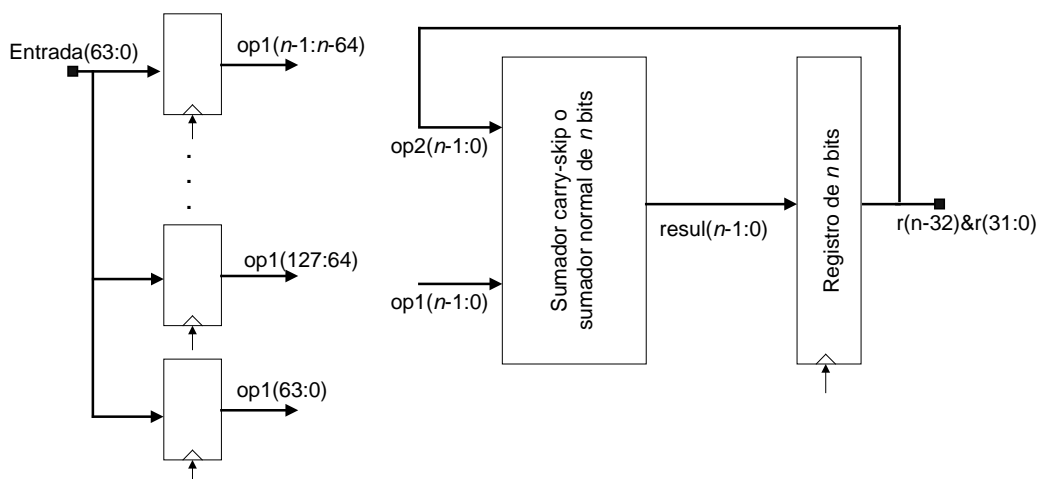 Entrada(63:0)
op1(n-1:n-64)
op1(127:64)
op1(63:0)
op2(n-1:0)
op1(n-1:0)
Sumador carry-skip o
sumador normal de n bits
resul(n-1:0)
Registro de n bits
r(n-32)&r(31:0)